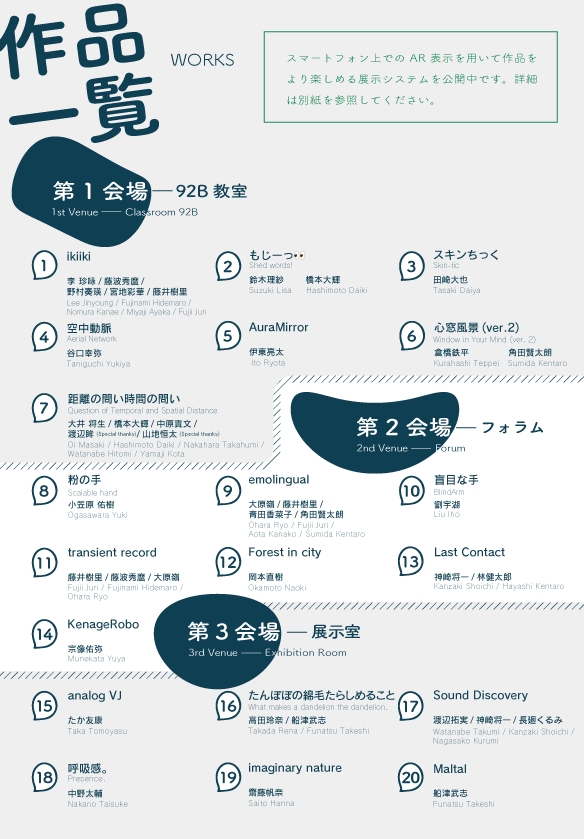 作品
一覧
WORKS
スマートフォン上での AR 表示を用いて作品を
より楽しめる展示システムを公開中です。詳細
は別紙を参照してください。
第 1 会場 — 92B 教室
1st Venue — Classroom 92B
1
ikiiki
李 珍咏 / 藤波秀麿 /
野村奏瑛 / 宮地彩華 / 藤井樹里
Lee Jinyoung / Fujinami Hidemaro /
Nomura Kanae / Miyaji Ayaka / Fujii Juri
2
もじーっ👀
Shed words!
鈴木理紗 橋本大輝
Suzuki Lisa Hashimoto Daiki
3
スキンちっく
Skin-tic
田崎大也
Tasaki Daiya
4
空中動脈
Aerial Network
谷口幸弥
Taniguchi Yukiya
5
AuraMirror
伊東亮太
Ito Ryota
6
心窓風景 (ver.2)
Window in Your Mind (ver. 2)
倉橋鉄平 角田賢太朗
Kurahashi Teppei Sumida Kentaro
7
距離の問い時間の問い
Question of Temporal and Spatial Distance
大井 将生 / 橋本大輝 / 中原貴文 /
渡辺眸 (Special thanks)/ 山地恒太 (Special thanks)
Oi Masaki / Hashimoto Daiki / Nakahara Takahumi /
Watanabe Hitomi / Yamaji Kota
第 2 会場 — フォラム
2nd Venue — Forum
8
粉の手
Scalable hand
小笠原 佑樹
Ogasawara Yuki
9
emolingual
大原嶺 / 藤井樹里 /
青田香菜子 / 角田賢太朗
Ohara Ryo / Fujii Juri /
Aota Kanako / Sumida Kentaro
10
盲目な手
BlindArm
劉宇湖
Liu Iho
11
transient record
藤井樹里 / 藤波秀麿 / 大原嶺
Fujii Juri / Fujinami Hidemaro /
Ohara Ryo
12
Forest in city
岡本直樹
Okamoto Naoki
13
Last Contact
神崎将一 / 林健太郎
Kanzaki Shoichi / Hayashi Kentaro
14
KenageRobo
宗像佑弥
Munekata Yuya
第 3 会場 — 展示室
3rd Venue — Exhibition Room
15
analog VJ
たか友康
Taka Tomoyasu
16
たんぽぽの綿毛たらしめること
What makes a dandelion the dandelion.
高田玲奈 / 船津武志
Takada Rena / Funatsu Takeshi
17
Sound Discovery
渡辺拓実 / 神崎将一 / 長廻くるみ
Watanabe Takumi / Kanzaki Shoichi /
Nagasako Kurumi
18
呼吸感。
Presence.
中野太輔
Nakano Taisuke
19
imaginary nature
齋藤帆奈
Saito Hanna
20
Maltal
船津武志
Funatsu Takeshi